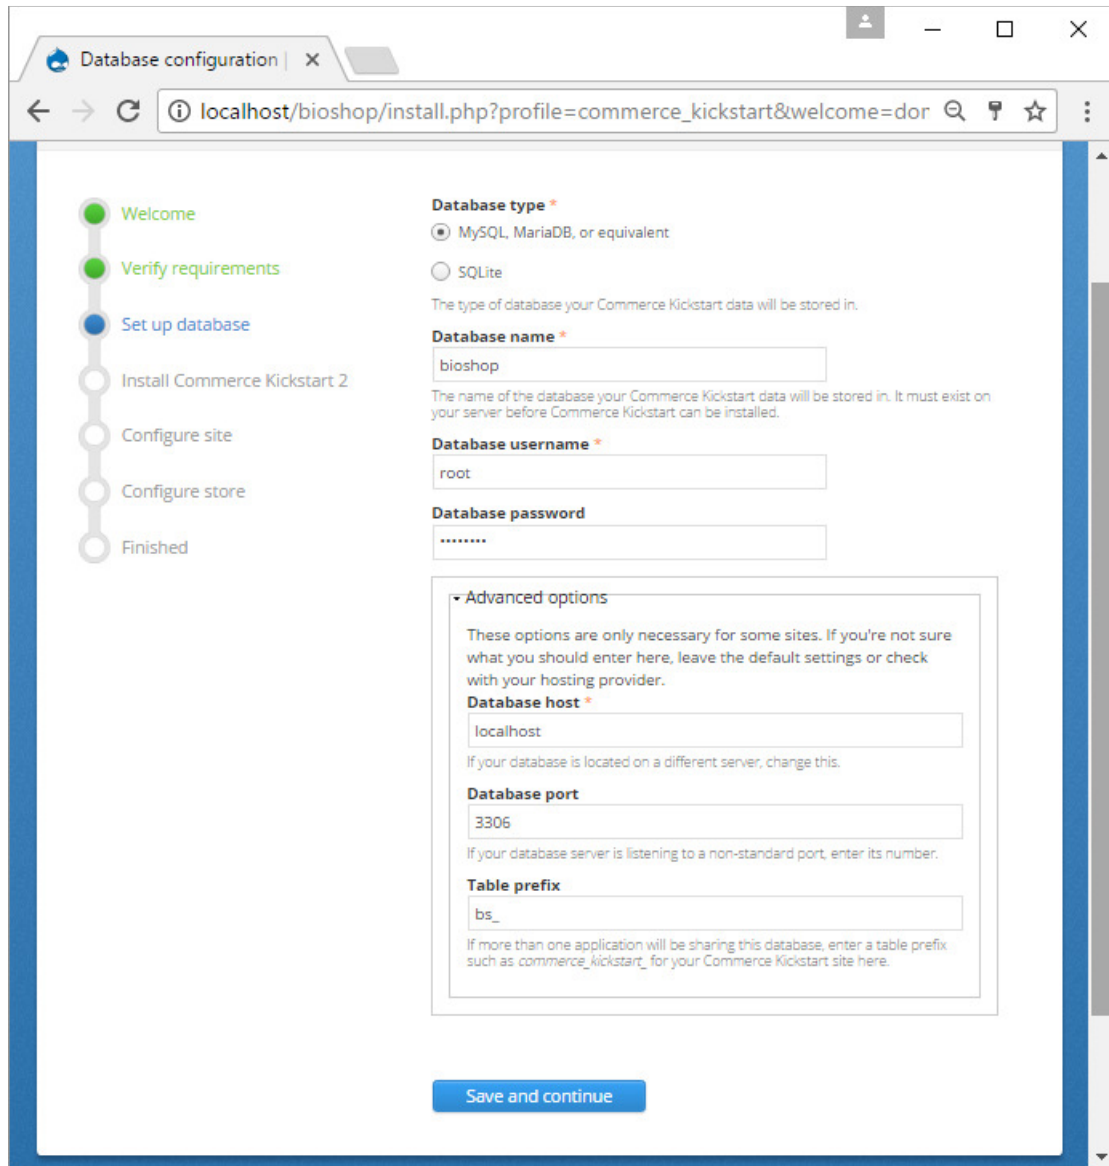 Database configuration |
localhost/bioshop/install.php?profile=commerce_kickstart&welcome=dor
Welcome
Verify requirements
Set up database
Install Commerce Kickstart 2
Configure site
Configure store
Finished
Database type *
MySQL, MariaDB, or equivalent
SQLite
The type of database your Commerce Kickstart data will be stored in.
Database name *
bioshop
The name of the database your Commerce Kickstart data will be stored in. It must exist on
your server before Commerce Kickstart can be installed.
Database username *
root
Database password
••••••••
Advanced options
These options are only necessary for some sites. If you're not sure
what you should enter here, leave the default settings or check
with your hosting provider.
Database host *
localhost
If your database is located on a different server, change this.
Database port
3306
If your database server is listening to a non-standard port, enter its number.
Table prefix
bs_
If more than one application will be sharing this database, enter a table prefix
such as commerce_kickstart_ for your Commerce Kickstart site here.
Save and continue